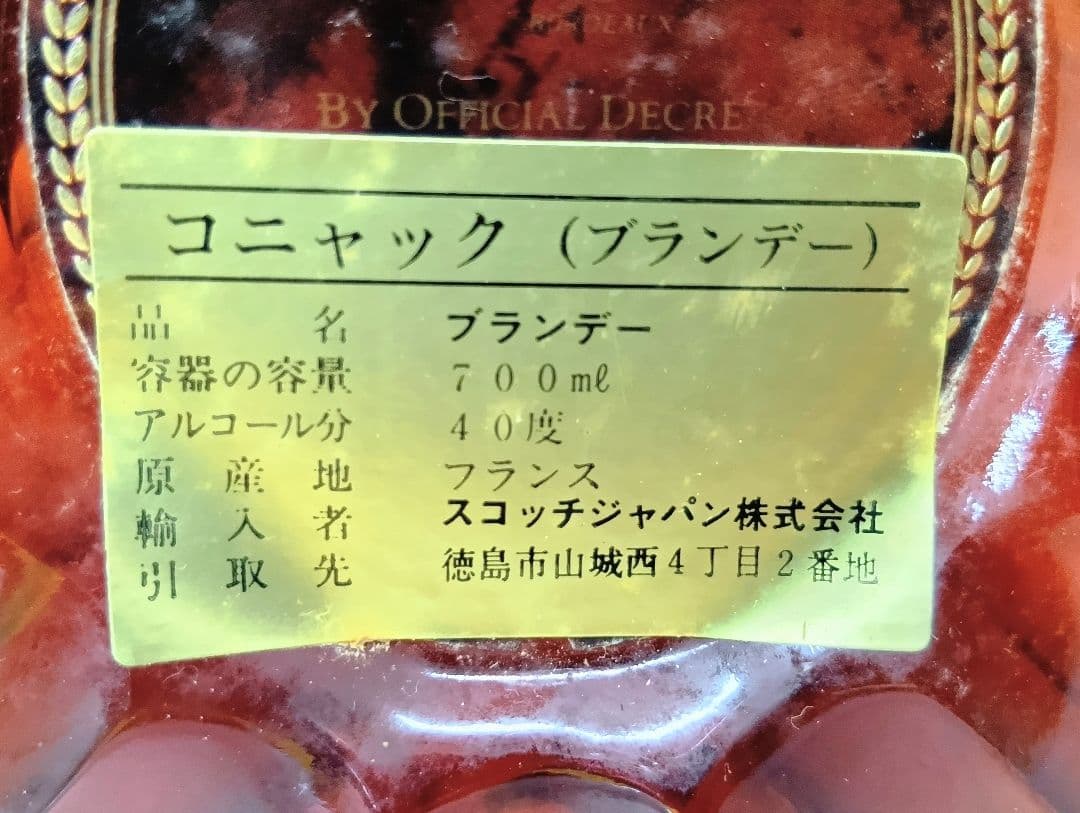 BY OFFICIAL DECRE
コニャック（ブランデー）
品名 ブランデー
容器の容量 ７００㎖
アルコール分 ４０度
原産地 フランス
輸入者 スコッチジャパン株式会社
引取先 徳島市山城西４丁目２番地